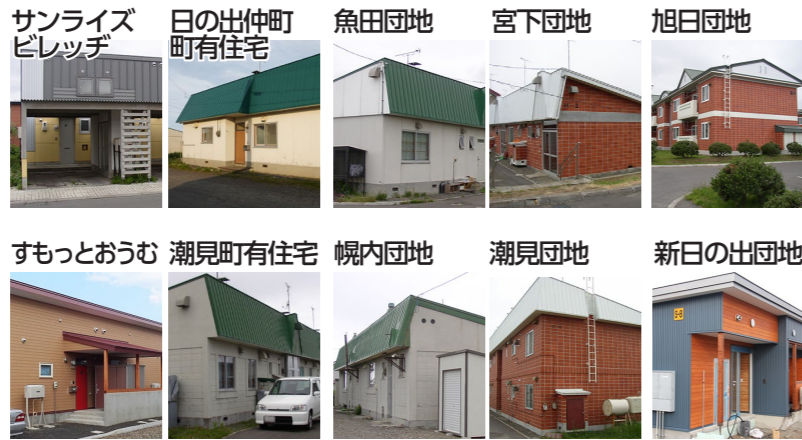 サンライズ
ビレッヂ
日の出仲町
町有住宅
魚田団地
宮下団地
旭日団地
すもっとおうむ
潮見町有住宅
幌内団地
潮見団地
新日の出団地
S-6